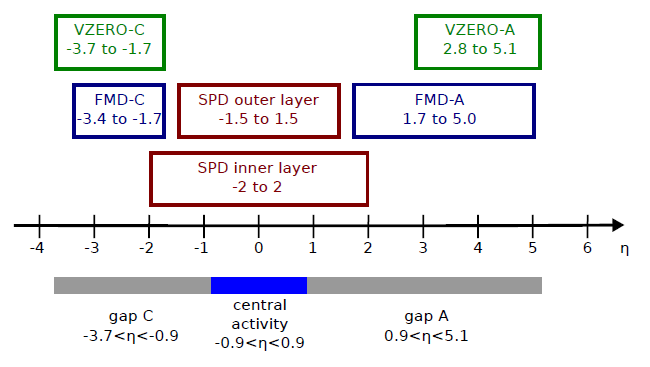 VZERO-C
-3.7 to -1.7
VZERO-A
2.8 to 5.1
FMD-C
-3.4 to -1.7
SPD outer layer
-1.5 to 1.5
FMD-A
1.7 to 5.0
SPD inner layer
-2 to 2
-4 -3 -2 -1 0 1 2 3 4 5 6 η
gap C
-3.7<η<-0.9
central
activity
-0.9<η<0.9
gap A
0.9<η<5.1